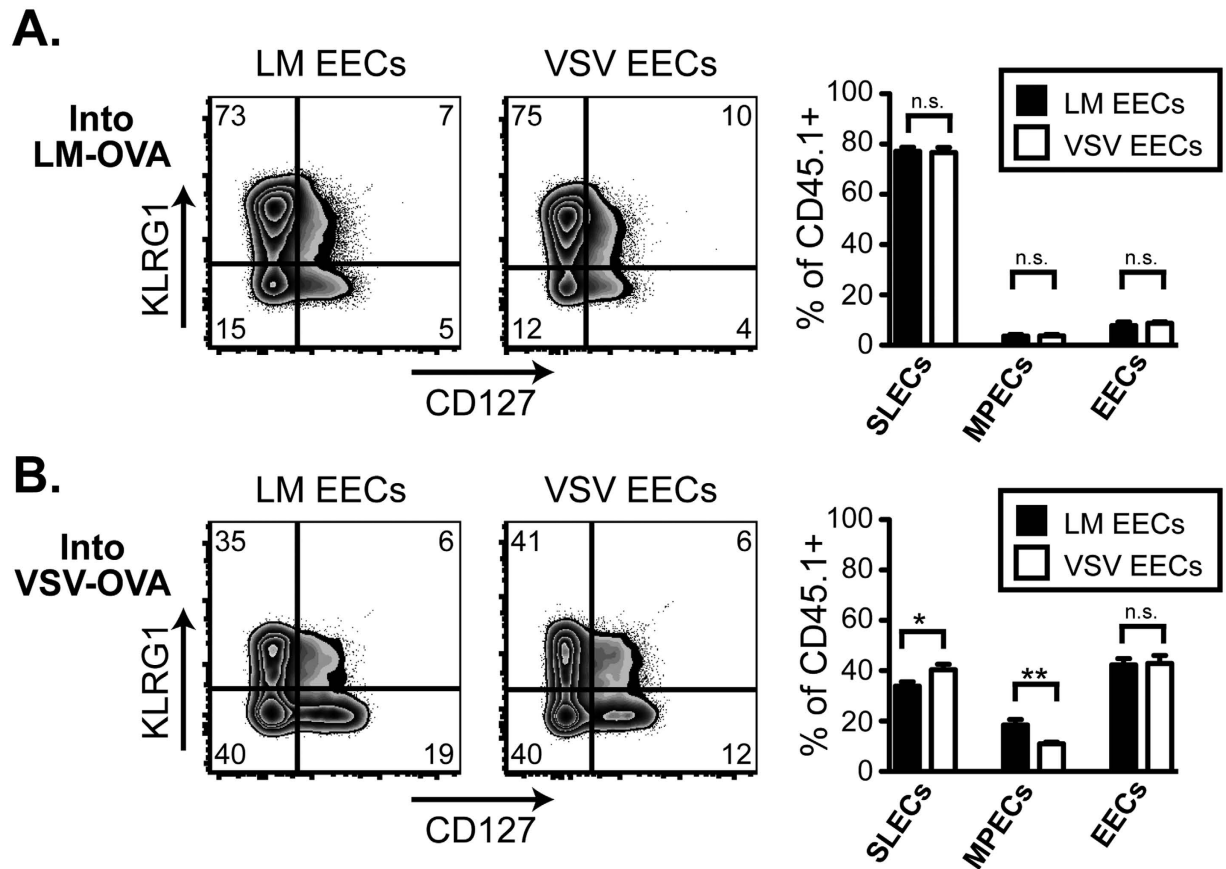 A.
LM EECs
VSV EECs
Into
LM-OVA
KLRG1
73
7
15
5
75
10
12
4
CD127
% of CD45.1+
100
80
60
40
20
0
n.s.
n.s.
n.s.
LM EECs
VSV EECs
SLECs
MPECs
EECs
B.
LM EECs
VSV EECs
Into
VSV-OVA
KLRG1
35
6
40
19
41
6
40
12
CD127
% of CD45.1+
100
80
60
40
20
0
*
**
n.s.
LM EECs
VSV EECs
SLECs
MPECs
EECs